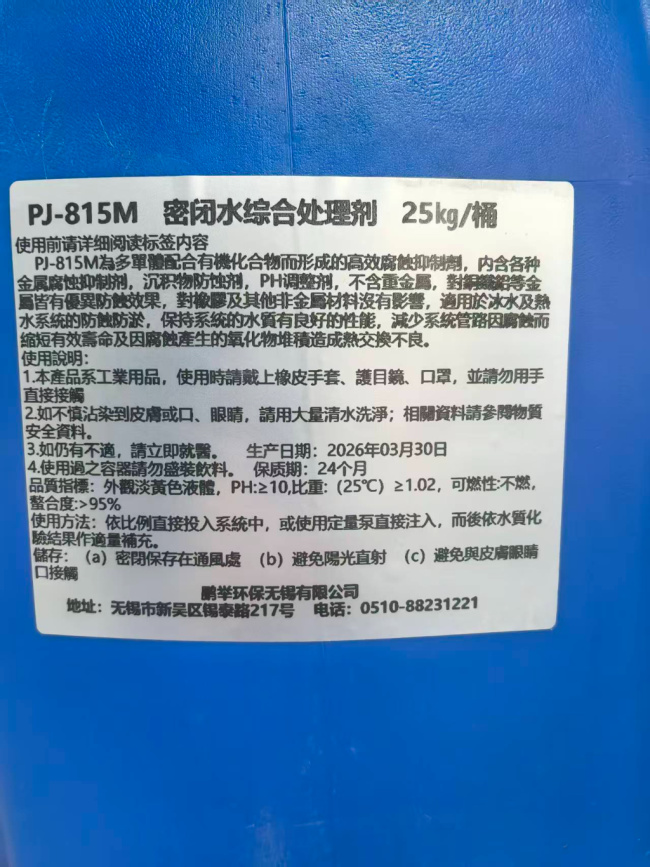 PJ-815M 密闭水综合处理剂 25kg/桶
使用前请详细阅读标签内容
PJ-815M為多單體配合有機化合物而形成的高效腐蝕抑制劑，内含各种
金属腐蚀抑制剂，沉积物防蚀剂，PH调整剂，不含重金属，對銅鐵鋁等金
屬皆有優異防蝕效果，對橡膠及其他非金属材料沒有影響，適用於冰水及熱
水系統的防蝕防淤，保持系統的水質有良好的性能，減少系統管路因腐蝕而
縮短有效壽命及因腐蝕產生的氧化物堆積造成熱交換不良。
使用說明：
1.本產品系工業用品，使用時請戴上橡皮手套、護目鏡、口罩，並請勿用手
直接接觸
2.如不慎沾染到皮膚或口、眼睛，請用大量清水洗淨；相關資料請參閱物質
安全資料。
3.如仍有不適，請立即就醫。 生产日期：2026年03月30日
4.使用過之容器請勿盛裝飲料。 保质期：24个月
品質指標：外觀淡黃色液體，PH:≥10,比重：(25℃) ≥1.02，可燃性:不燃，
螯合度:>95%
使用方法：依比例直接投入系統中，或使用定量泵直接注入，而後依水質化
驗結果作適量補充。
儲存：（a）密閉保存在通風處 （b）避免陽光直射 （c）避免與皮膚眼睛
口接觸
鹏举环保无锡有限公司
地址：无锡市新吴区锡泰路217号 电话：0510-88231221